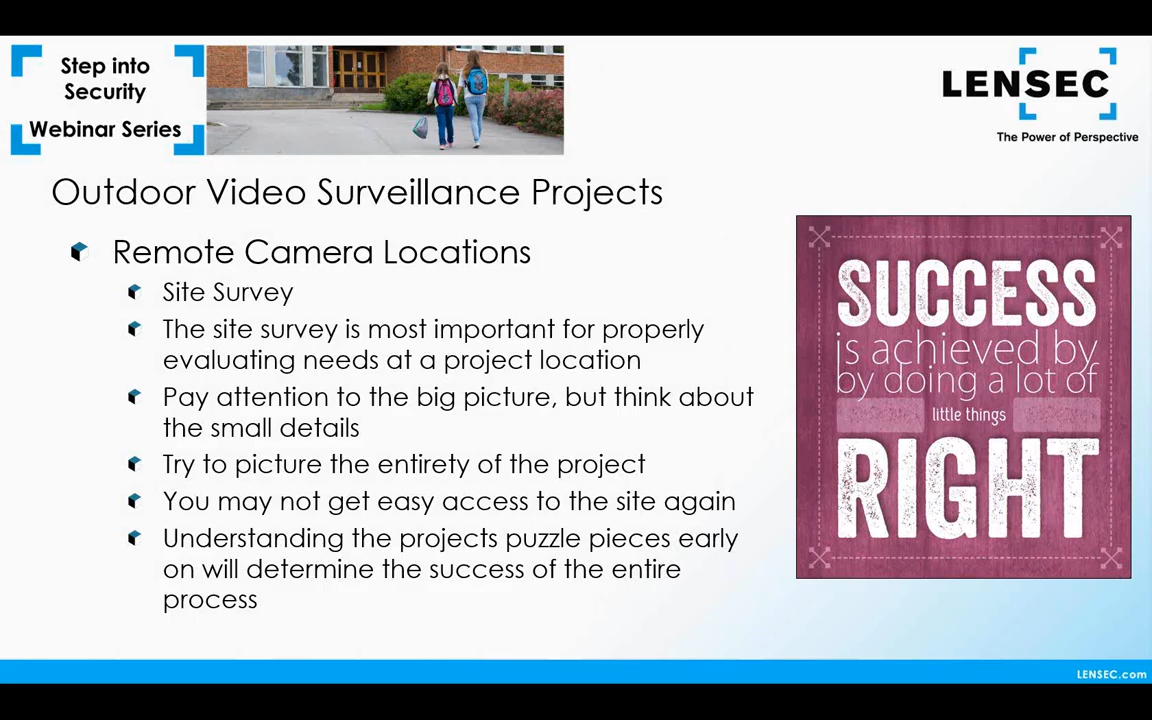 Step into
Security
Webinar Series
LENSEC
The Power of Perspective
Outdoor Video Surveillance Projects
Remote Camera Locations
Site Survey
The site survey is most important for properly
evaluating needs at a project location
Pay attention to the big picture, but think about
the small details
Try to picture the entirety of the project
You may not get easy access to the site again
Understanding the projects puzzle pieces early
on will determine the success of the entire
process
SUCCESS
is achieved by
by doing a lot of
little things
RIGHT
LENSEC.com